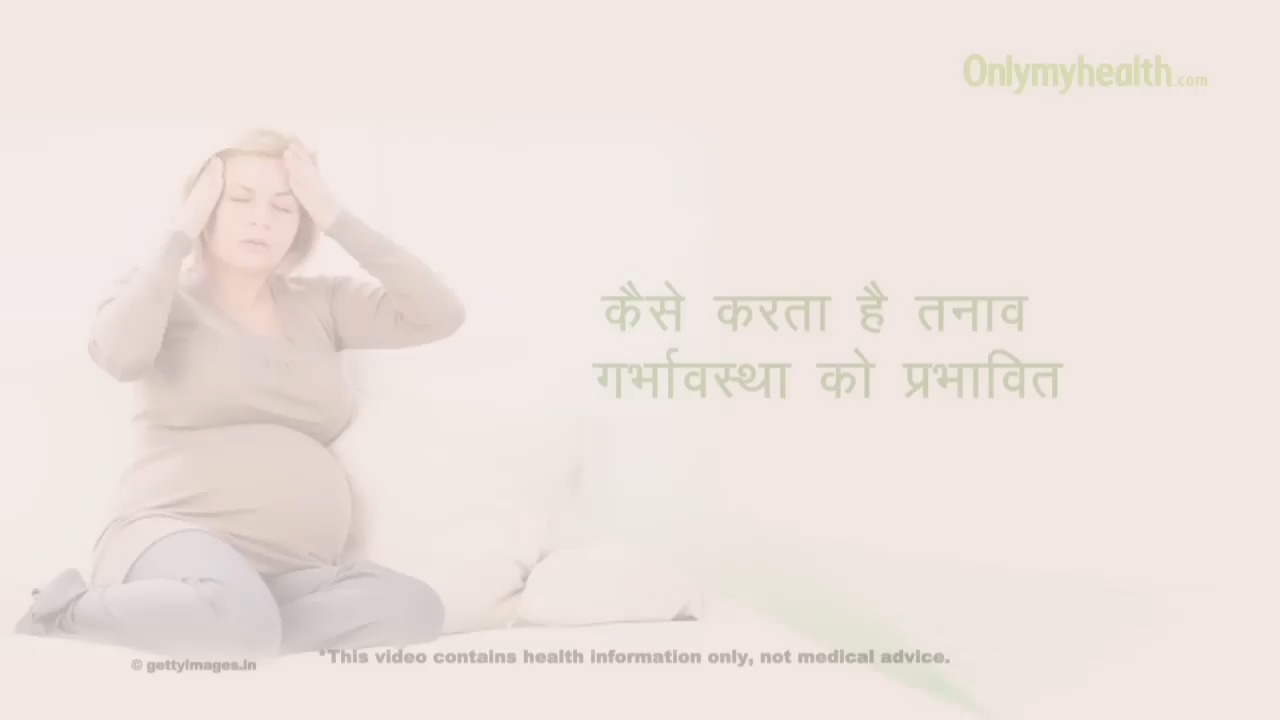 Onlymyhealth.com
कैसे करता है तनाव
गर्भावस्था को प्रभावित
© gettyimages.in
*This video contains health information only, not medical advice.